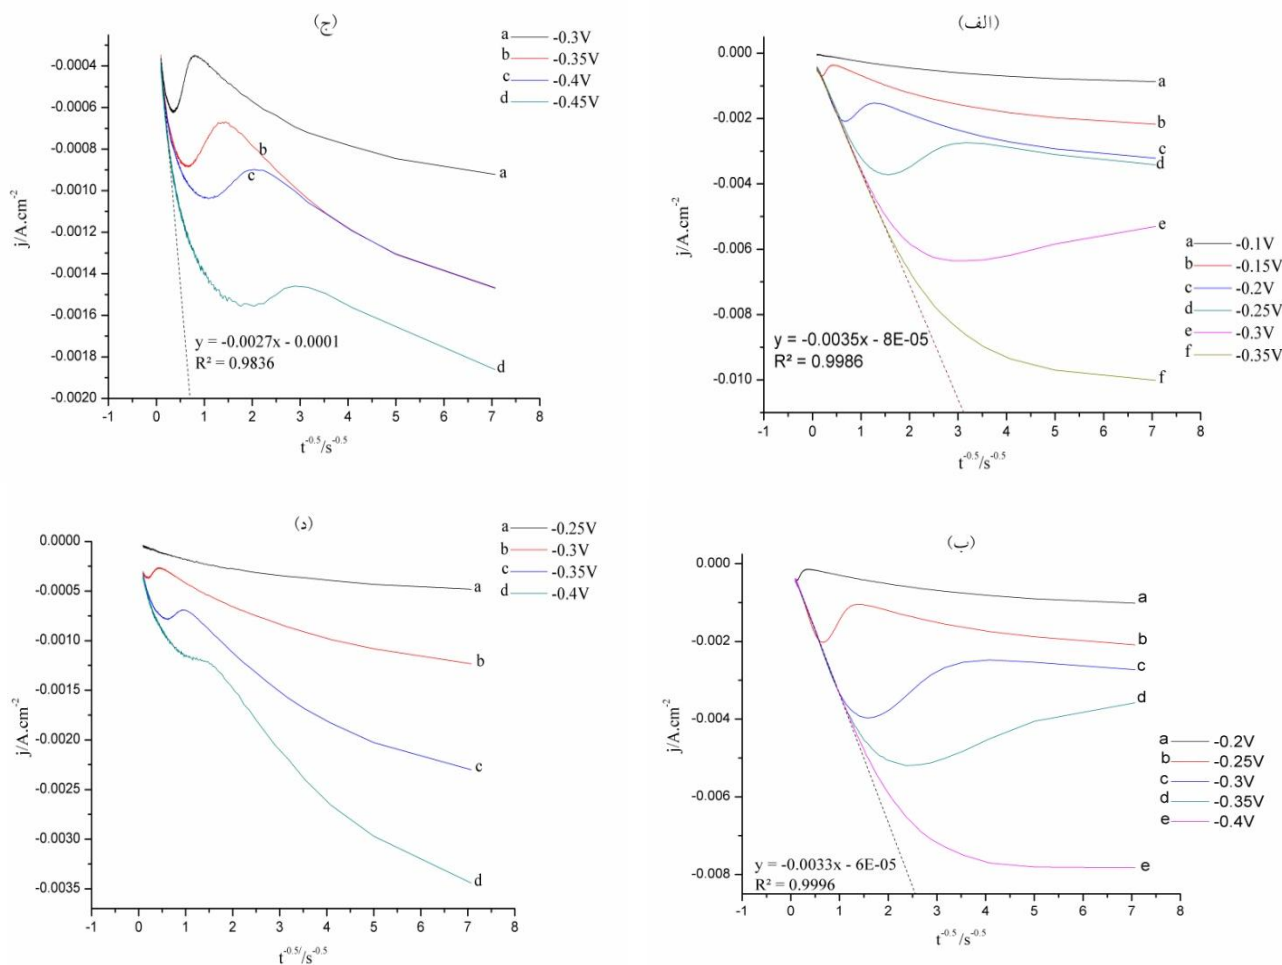 (ج)
a -0.3V
b -0.35V
c -0.4V
d -0.45V
-0.0004
-0.0006
-0.0008
-0.0010
-0.0012
-0.0014
-0.0016
-0.0018
-0.0020
j/A.cm-2
a
b
c
d
y = -0.0027x - 0.0001
R² = 0.9836
-1 0 1 2 3 4 5 6 7 8
t-0.5/s-0.5
(الف)
0.000
-0.002
-0.004
-0.006
-0.008
-0.010
j/A.cm-2
a
b
c
d
e
f
a -0.1V
b -0.15V
c -0.2V
d -0.25V
e -0.3V
f -0.35V
y = -0.0035x - 8E-05
R² = 0.9986
-1 0 1 2 3 4 5 6 7 8
t-0.5/s-0.5
(د)
a -0.25V
b -0.3V
c -0.35V
d -0.4V
0.0000
-0.0005
-0.0010
-0.0015
-0.0020
-0.0025
-0.0030
-0.0035
j/A.cm-2
a
b
c
d
-1 0 1 2 3 4 5 6 7 8
t-0.5/s-0.5
(ب)
0.000
-0.002
-0.004
-0.006
-0.008
j/A.cm-2
a
b
c
d
e
a -0.2V
b -0.25V
c -0.3V
d -0.35V
e -0.4V
y = -0.0033x - 6E-05
R² = 0.9996
-1 0 1 2 3 4 5 6 7 8
t-0.5/s-0.5